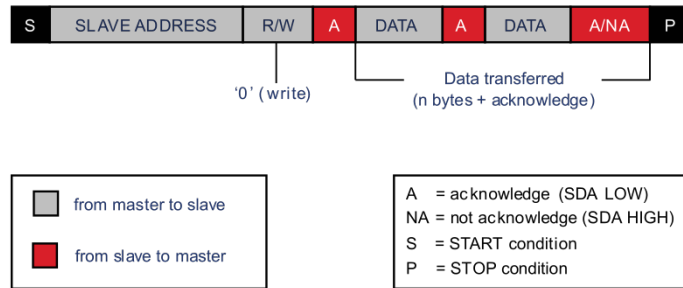 S SLAVE ADDRESS R/W A DATA A DATA A/NA P
'0' (write)
Data transferred
(n bytes + acknowledge)
from master to slave
from slave to master
A = acknowledge (SDA LOW)
NA = not acknowledge (SDA HIGH)
S = START condition
P = STOP condition